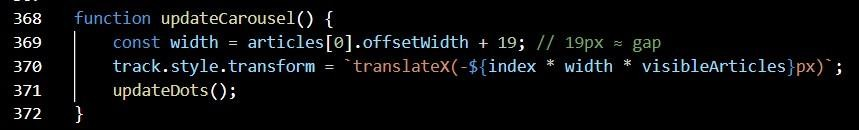 368 function updateCarousel() {
369 const width = articles[0].offsetWidth + 19; // 19px ≈ gap
370 track.style.transform = `translateX(-${index * width * visibleArticles}px)`;
371 updateDots();
372 }